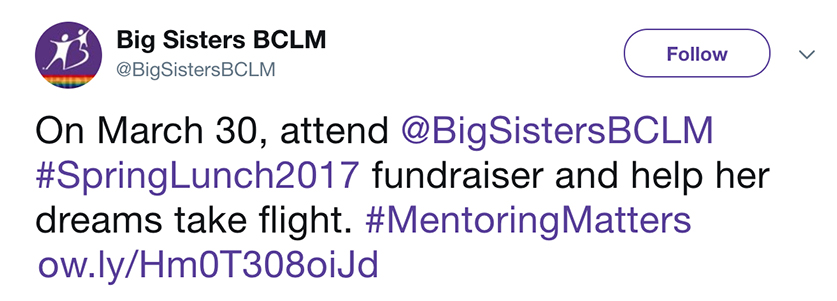 Big Sisters BCLM
@BigSistersBCLM
Follow
On March 30, attend @BigSistersBCLM
#SpringLunch2017 fundraiser and help her
dreams take flight. #MentoringMatters
ow.ly/Hm0T308oiJd